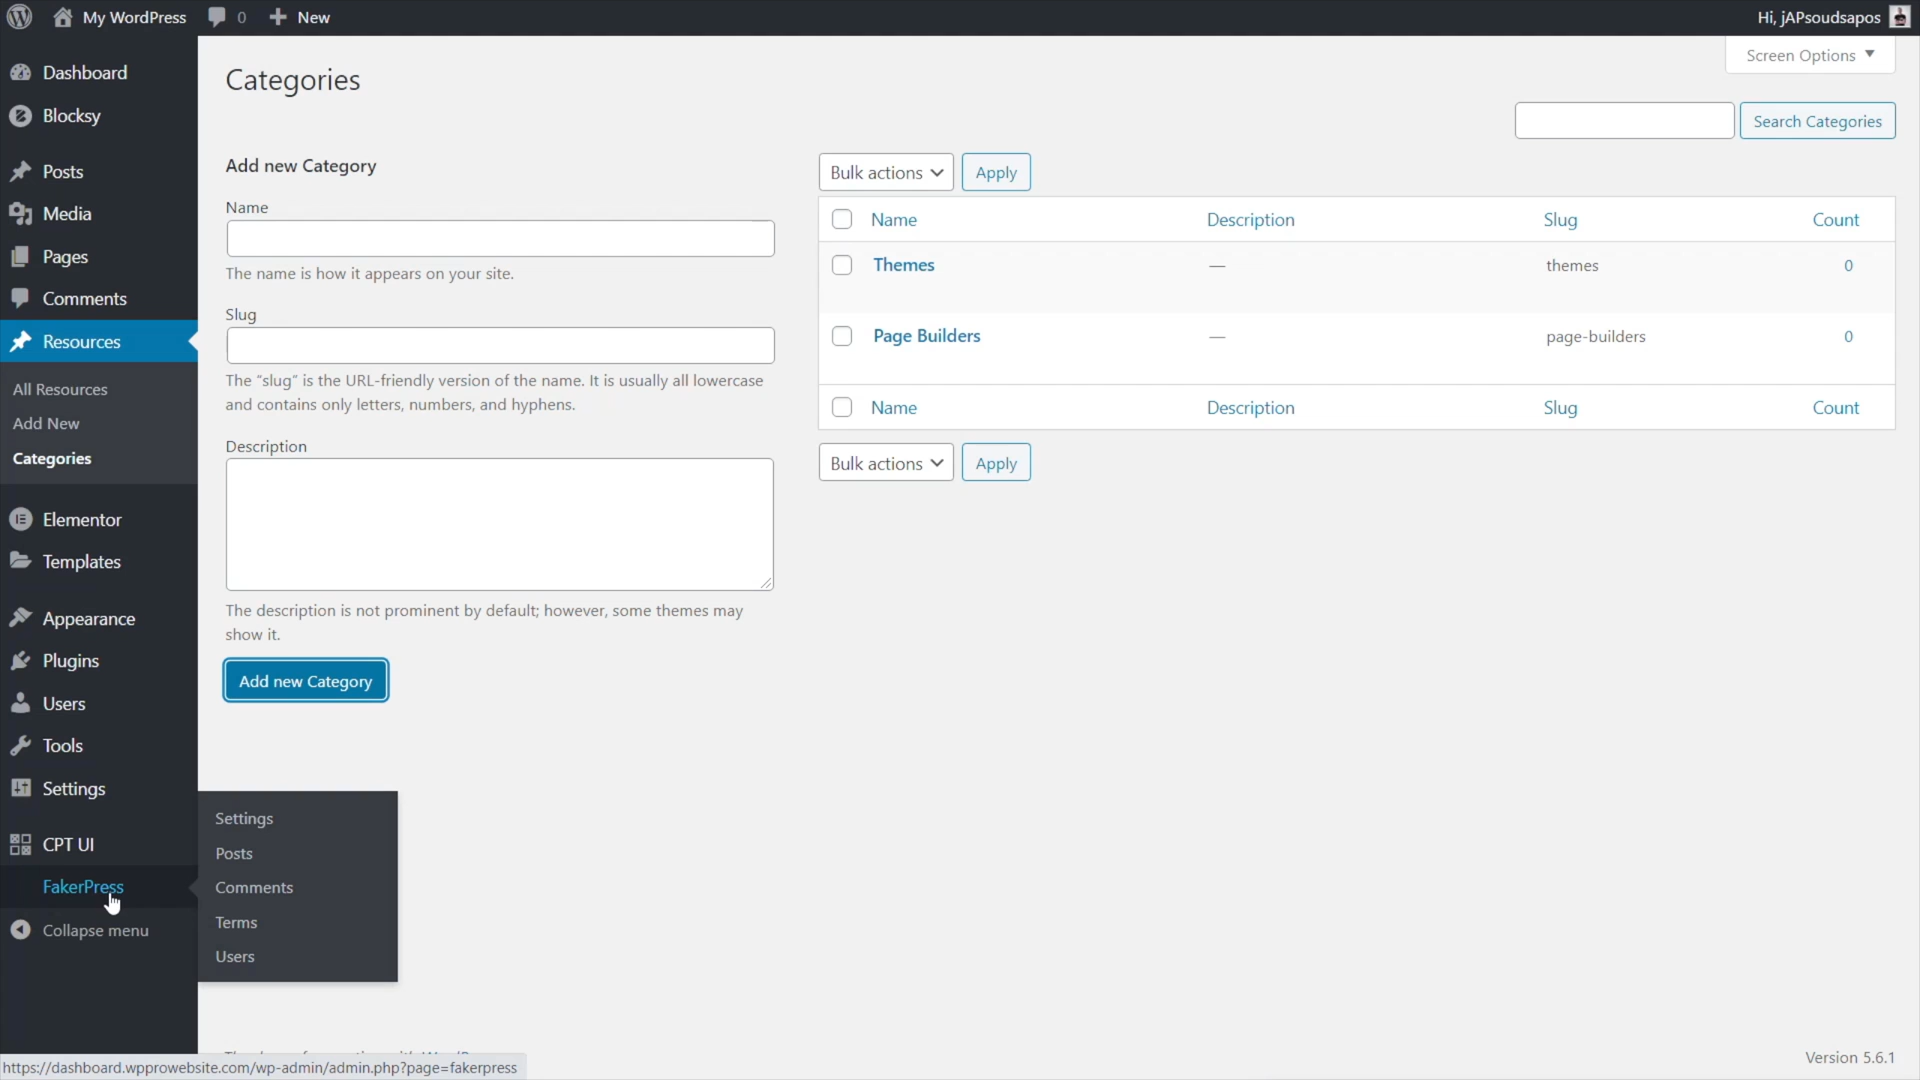 My WordPress
0
New
Hi, jAPsoudsapos
Dashboard
Blocksy
Posts
Media
Pages
Comments
Resources
All Resources
Add New
Categories
Elementor
Templates
Appearance
Plugins
Users
Tools
Settings
CPT UI
FakerPress
Collapse menu
Settings
Posts
Comments
Terms
Users
Screen Options
Categories
Search Categories
Add new Category
Name
The name is how it appears on your site.
Slug
The “slug” is the URL-friendly version of the name. It is usually all lowercase
and contains only letters, numbers, and hyphens.
Description
The description is not prominent by default; however, some themes may
show it.
Add new Category
Bulk actions Apply
Name Description Slug Count
Themes — themes 0
Page Builders — page-builders 0
Name Description Slug Count
Bulk actions Apply
Version 5.6.1
https://dashboard.wpprowebsite.com/wp-admin/admin.php?page=fakerpress